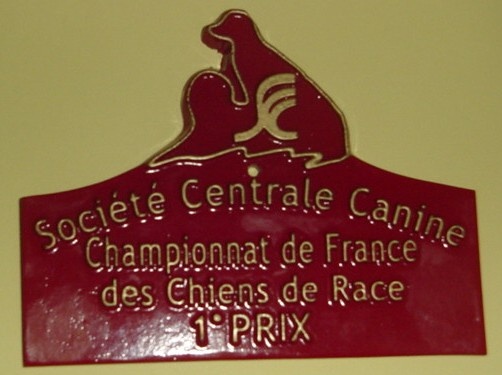 Société Centrale Canine
Championnat de France
des Chiens de Race
1° PRIX